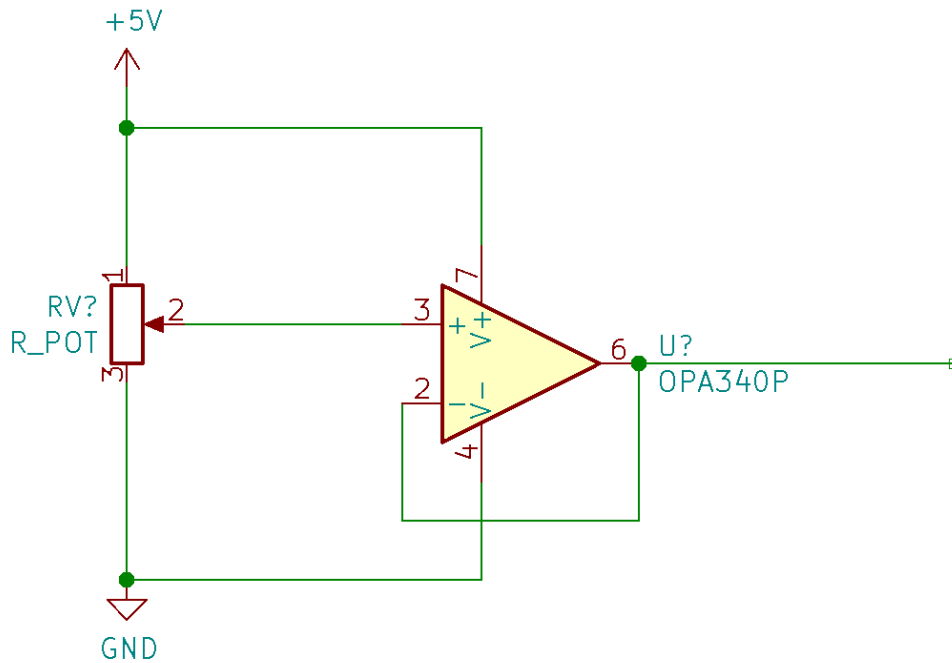 +5V
1
RV?
2
R_POT
3
7
3
+
V+
2
-
V-
4
6
U?
OPA340P
GND